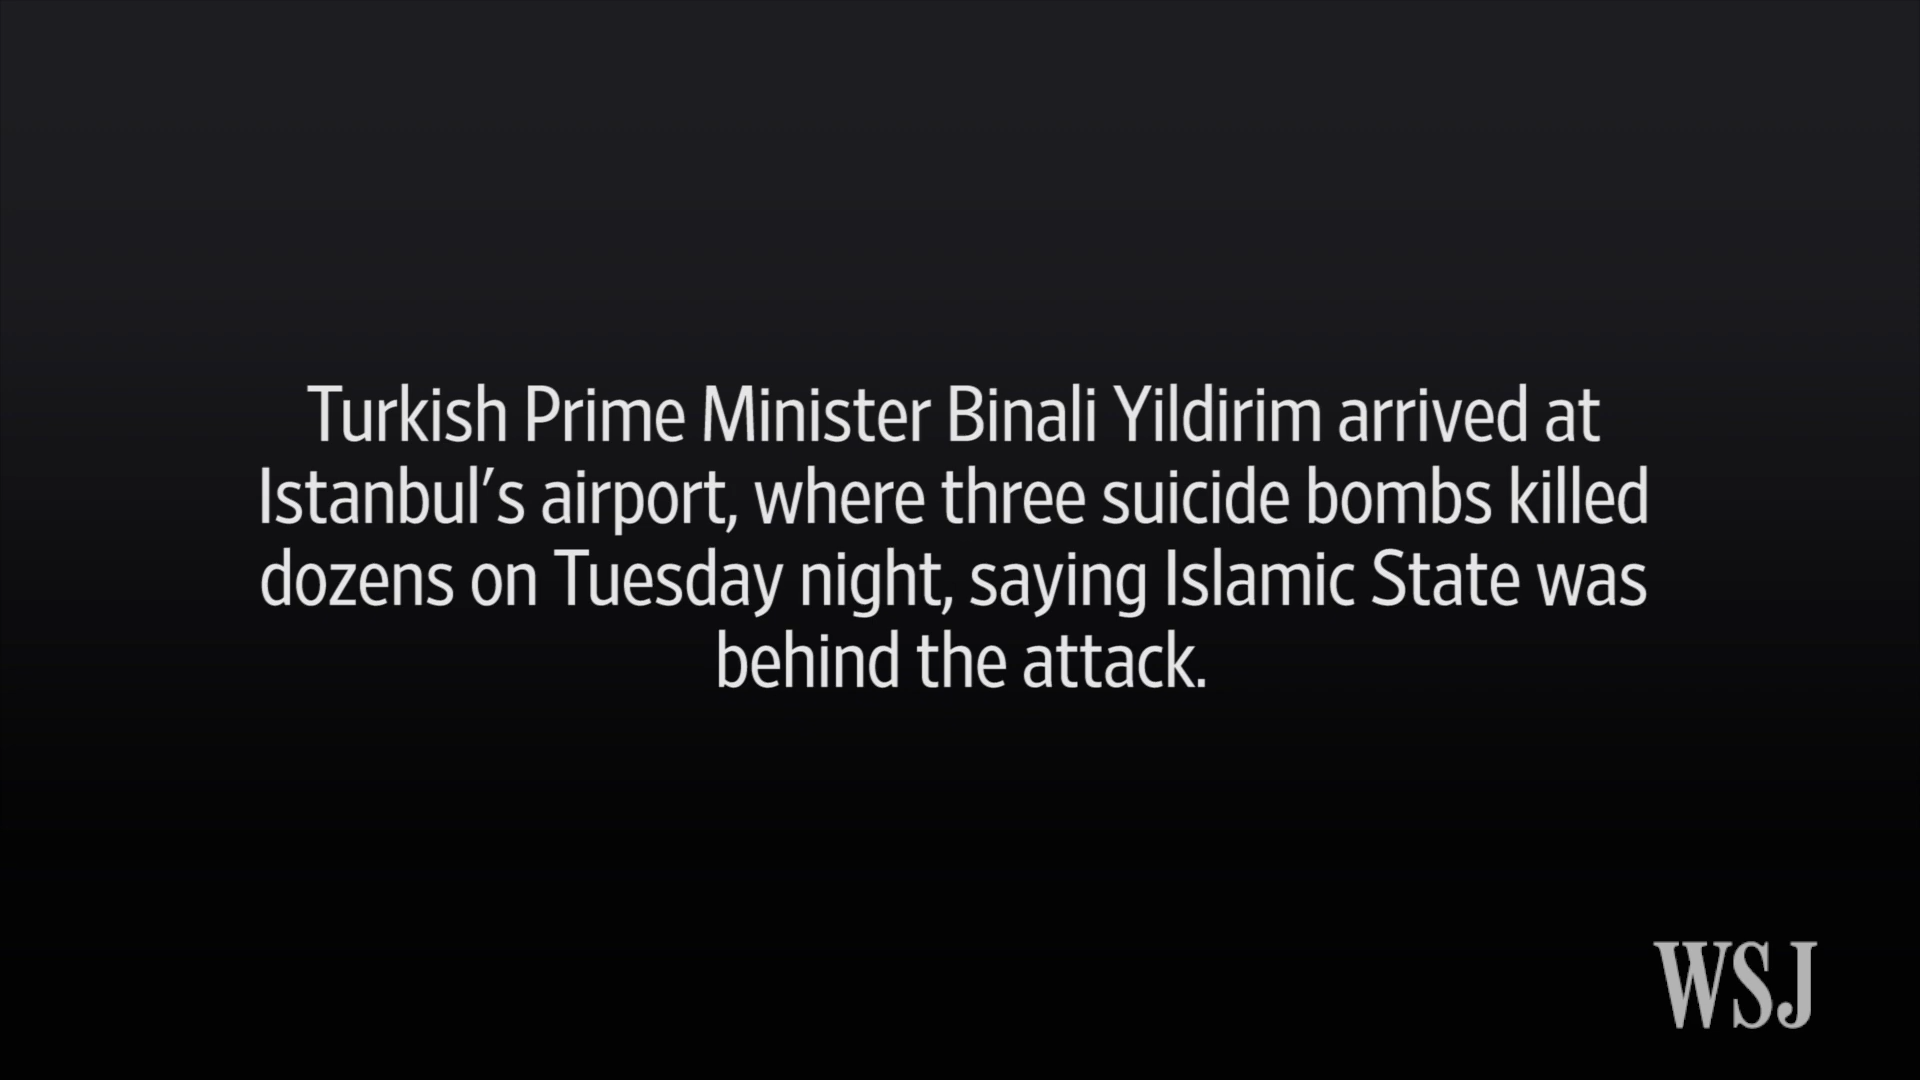 Turkish Prime Minister Binali Yildirim arrived at
Istanbul’s airport, where three suicide bombs killed
dozens on Tuesday night, saying Islamic State was
behind the attack.
WSJ